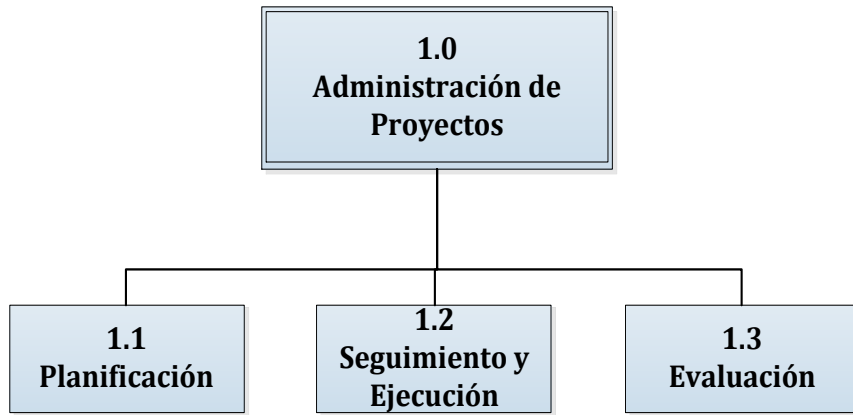 1.0
Administración de
Proyectos
1.1
Planificación
1.2
Seguimiento y
Ejecución
1.3
Evaluación